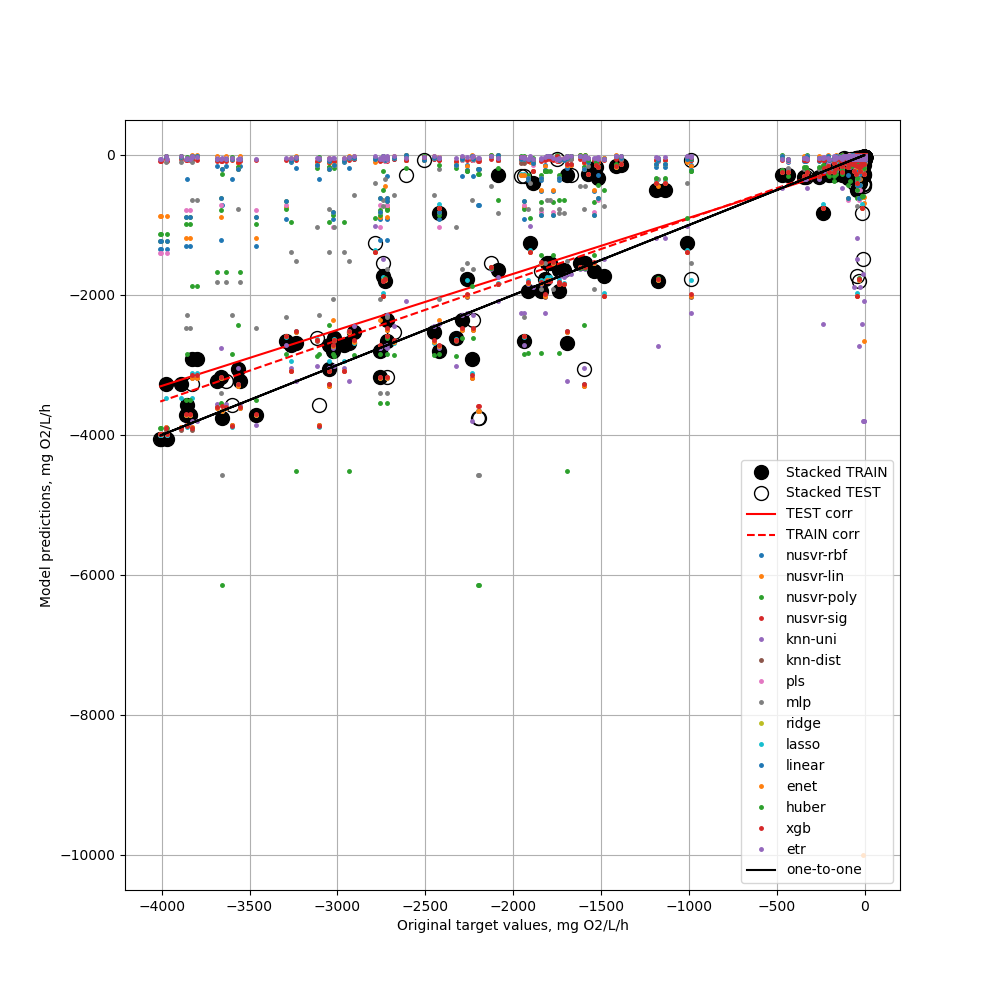 0
−2000
−4000
−6000
−8000
−10000
Model predictions, mg O2/L/h
−4000 −3500 −3000 −2500 −2000 −1500 −1000 −500 0
Original target values, mg O2/L/h
Stacked TRAIN
Stacked TEST
TEST corr
TRAIN corr
nusvr-rbf
nusvr-lin
nusvr-poly
nusvr-sig
knn-uni
knn-dist
pls
mlp
ridge
lasso
linear
enet
huber
xgb
etr
one-to-one